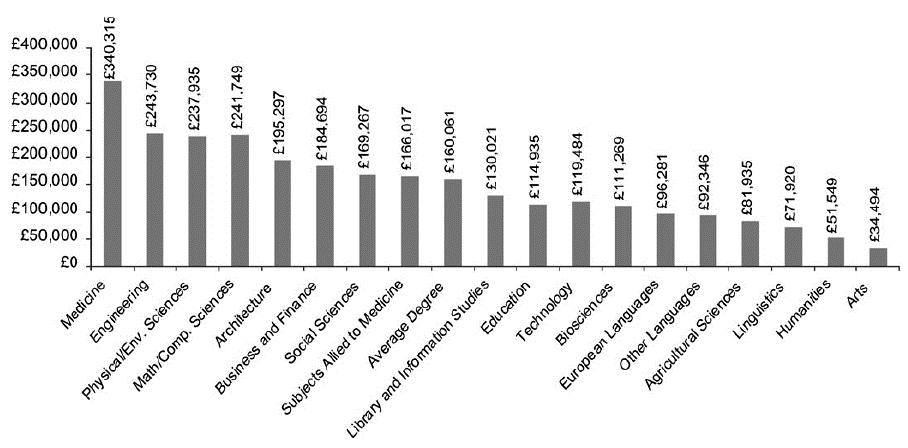 £400,000
£350,000
£300,000
£250,000
£200,000
£150,000
£100,000
£50,000
£0
£340,315
£243,730
£237,935
£241,749
£195,297
£184,694
£169,267
£166,017
£160,061
£130,021
£114,935
£119,484
£111,269
£96,281
£92,346
£81,935
£71,920
£51,549
£34,494
Medicine
Engineering
Physical/Env. Sciences
Math/Comp. Sciences
Architecture
Business and Finance
Social Sciences
Subjects Allied to Medicine
Average Degree
Library and Information Studies
Education
Technology
Biosciences
European Languages
Other Languages
Agricultural Sciences
Linguistics
Humanities
Arts